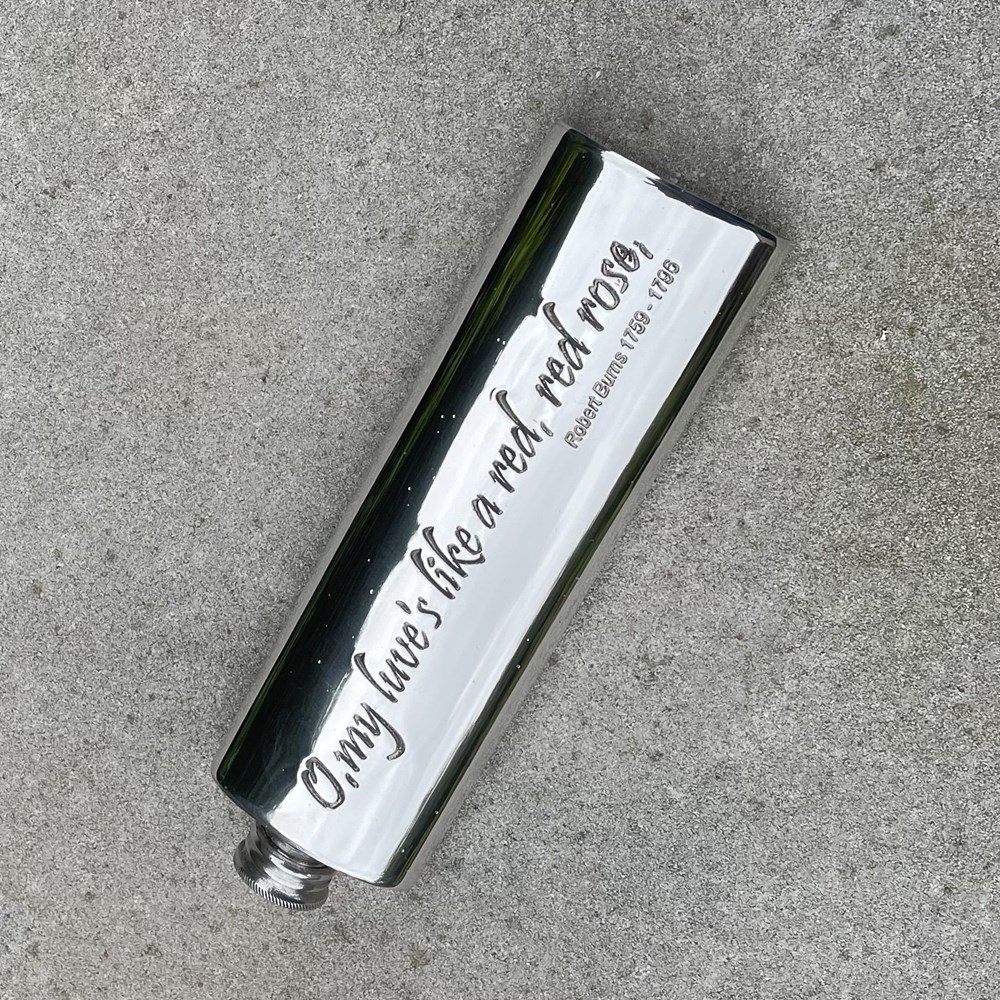 O, my luve's like a red, red rose,
Robert Burns 1759 - 1796